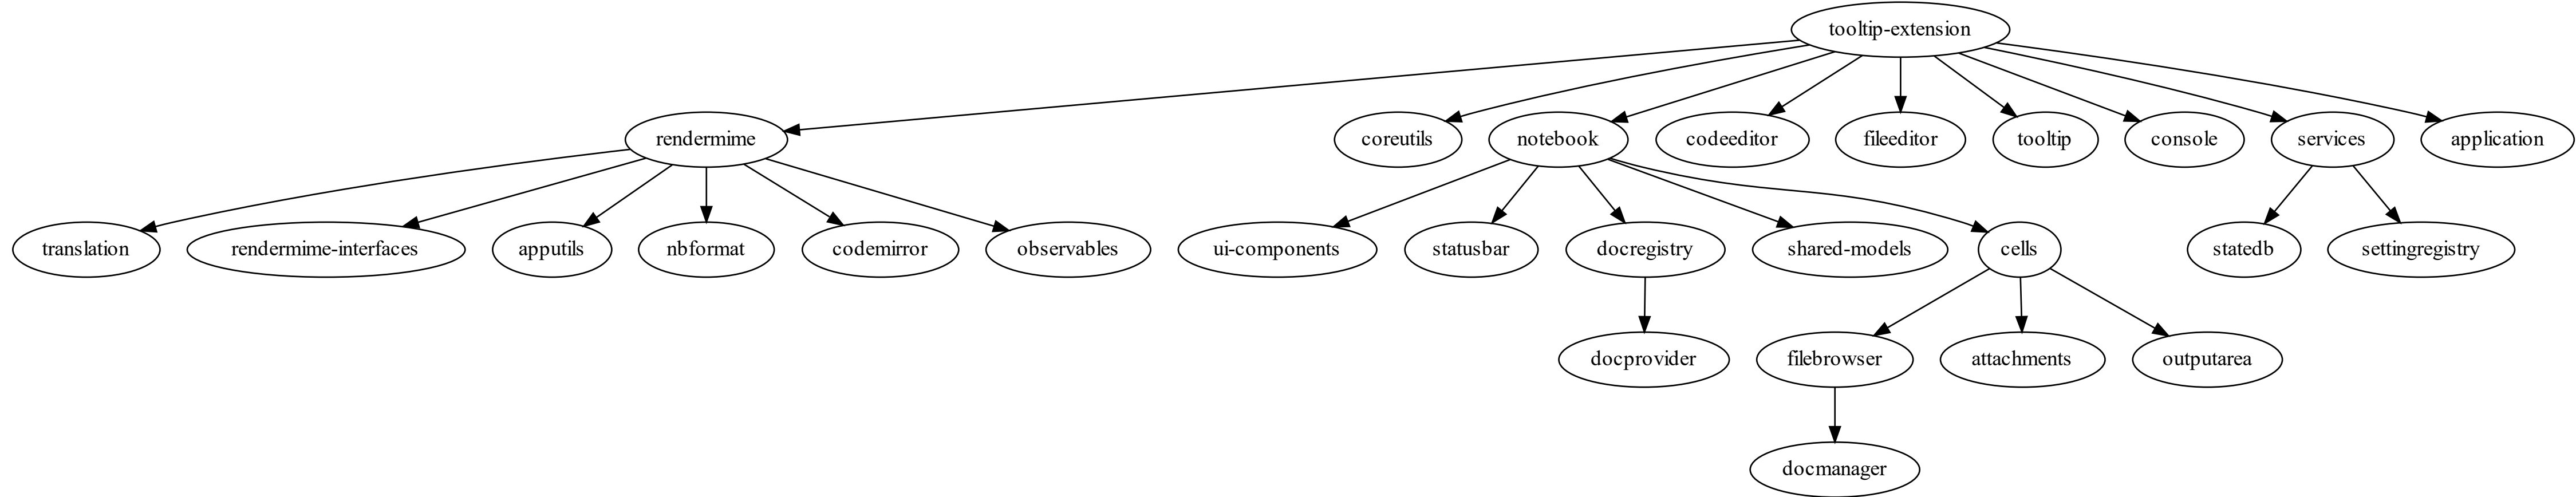 tooltip-extension
rendermime
coreutils
notebook
codeeditor
fileeditor
tooltip
console
services
application
translation
rendermime-interfaces
apputils
nbformat
codemirror
observables
ui-components
statusbar
docregistry
shared-models
cells
statedb
settingregistry
docprovider
filebrowser
attachments
outputarea
docmanager